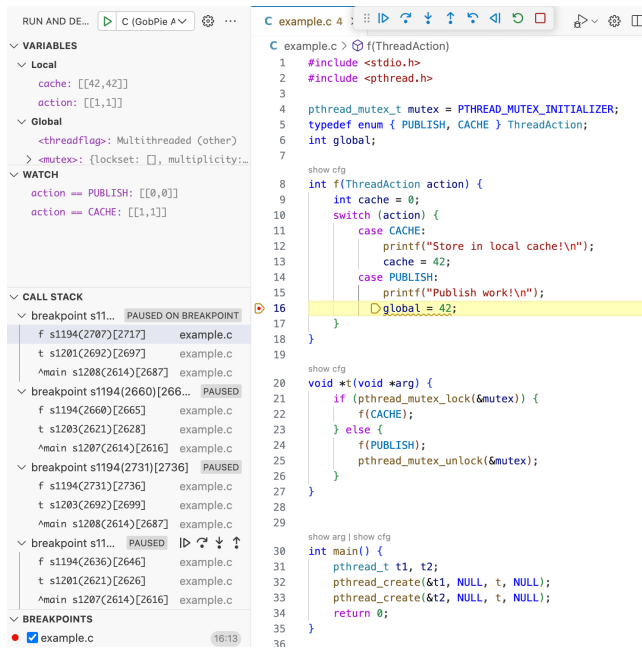 RUN AND DE... C (GobPie A
VARIABLES
Local
cache: [[42,42]]
action: [[1,1]]
Global
<threadflag>: Multithreaded (other)
<mutex>: {lockset: [], multiplicity:...
WATCH
action == PUBLISH: [[0,0]]
action == CACHE: [[1,1]]
CALL STACK
breakpoint s11... PAUSED ON BREAKPOINT
f s1194(2707)[2717] example.c
t s1201(2692)[2697] example.c
^main s1208(2614)[2687] example.c
breakpoint s1194(2660)[266... PAUSED
f s1194(2660)[2665] example.c
t s1203(2621)[2628] example.c
^main s1207(2614)[2616] example.c
breakpoint s1194(2731)[2736] PAUSED
f s1194(2731)[2736] example.c
t s1203(2692)[2699] example.c
^main s1208(2614)[2687] example.c
breakpoint s11... PAUSED
f s1194(2636)[2646] example.c
t s1201(2621)[2626] example.c
^main s1207(2614)[2616] example.c
BREAKPOINTS
example.c 16:13
C example.c 4
C example.c > f(ThreadAction)
1 #include <stdio.h>
2 #include <pthread.h>
3
4 pthread_mutex_t mutex = PTHREAD_MUTEX_INITIALIZER;
5 typedef enum { PUBLISH, CACHE } ThreadAction;
6 int global;
7
show cfg
8 int f(ThreadAction action) {
9 int cache = 0;
10 switch (action) {
11 case CACHE:
12 printf("Store in local cache!\n");
13 cache = 42;
14 case PUBLISH:
15 printf("Publish work!\n");
16 global = 42;
17 }
18 }
19
show cfg
20 void *t(void *arg) {
21 if (pthread_mutex_lock(&mutex)) {
22 f(CACHE);
23 } else {
24 f(PUBLISH);
25 pthread_mutex_unlock(&mutex);
26 }
27 }
28
29
show arg | show cfg
30 int main() {
31 pthread_t t1, t2;
32 pthread_create(&t1, NULL, t, NULL);
33 pthread_create(&t2, NULL, t, NULL);
34 return 0;
35 }
36